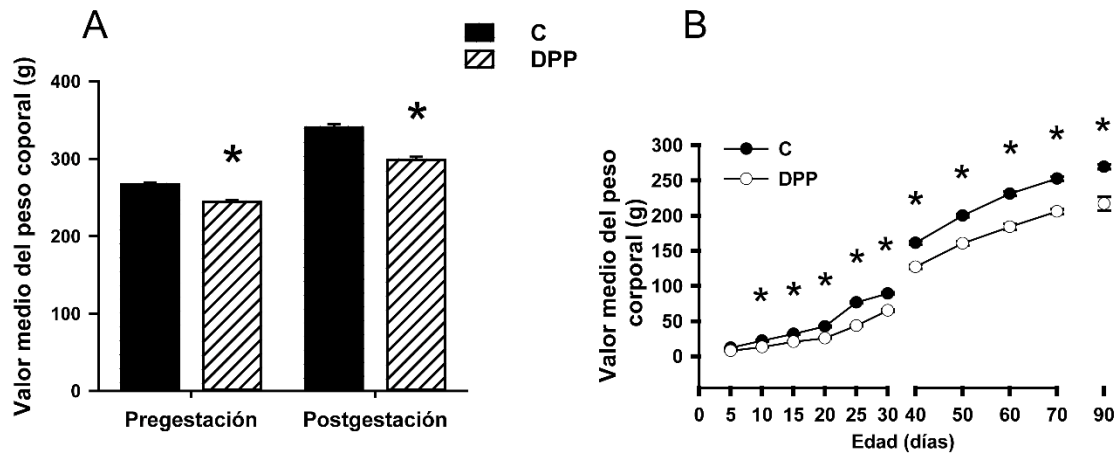 A
C
DPP
Valor medio del peso coporal (g)
400
300
200
100
0
Pregestación
Postgestación
*
*
B
Valor medio del peso
corporal (g)
C
DPP
300
250
200
150
100
50
0
* * * * * * * * * *
0 5 10 15 20 25 30 40 50 60 70 90
Edad (días)